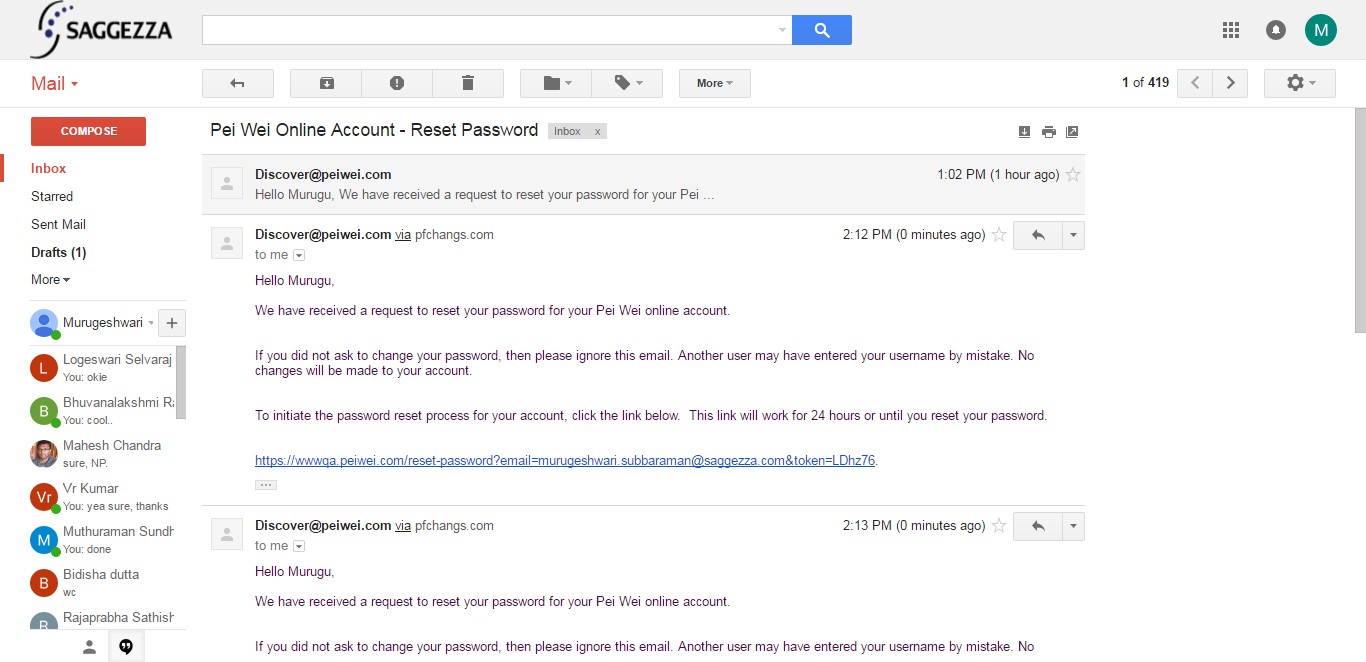 SAGGEZZA
M
Mail
More
1 of 419
COMPOSE
Pei Wei Online Account - Reset Password
Inbox x
Inbox
Starred
Sent Mail
Drafts (1)
More
Murugeshwari
+
L
Logeswari Selvaraj
You: okie
B
Bhuvanalakshmi Ra
You: cool..
Mahesh Chandra
sure, NP.
Vr
Vr Kumar
You: yea sure, thanks
M
Muthuraman Sundh
You: done
B
Bidisha dutta
wc
R
Rajaprabha Sathish
Discover@peiwei.com
1:02 PM (1 hour ago)
Hello Murugu, We have received a request to reset your password for your Pei ...
Discover@peiwei.com via pfchangs.com
2:12 PM (0 minutes ago)
to me
Hello Murugu,
We have received a request to reset your password for your Pei Wei online account.
If you did not ask to change your password, then please ignore this email. Another user may have entered your username by mistake. No
changes will be made to your account.
To initiate the password reset process for your account, click the link below.  This link will work for 24 hours or until you reset your password.
https://wwwqa.peiwei.com/reset-password?email=murugeshwari.subbaraman@saggezza.com&token=LDhz76.
...
Discover@peiwei.com via pfchangs.com
2:13 PM (0 minutes ago)
to me
Hello Murugu,
We have received a request to reset your password for your Pei Wei online account.
If you did not ask to change your password, then please ignore this email. Another user may have entered your username by mistake. No